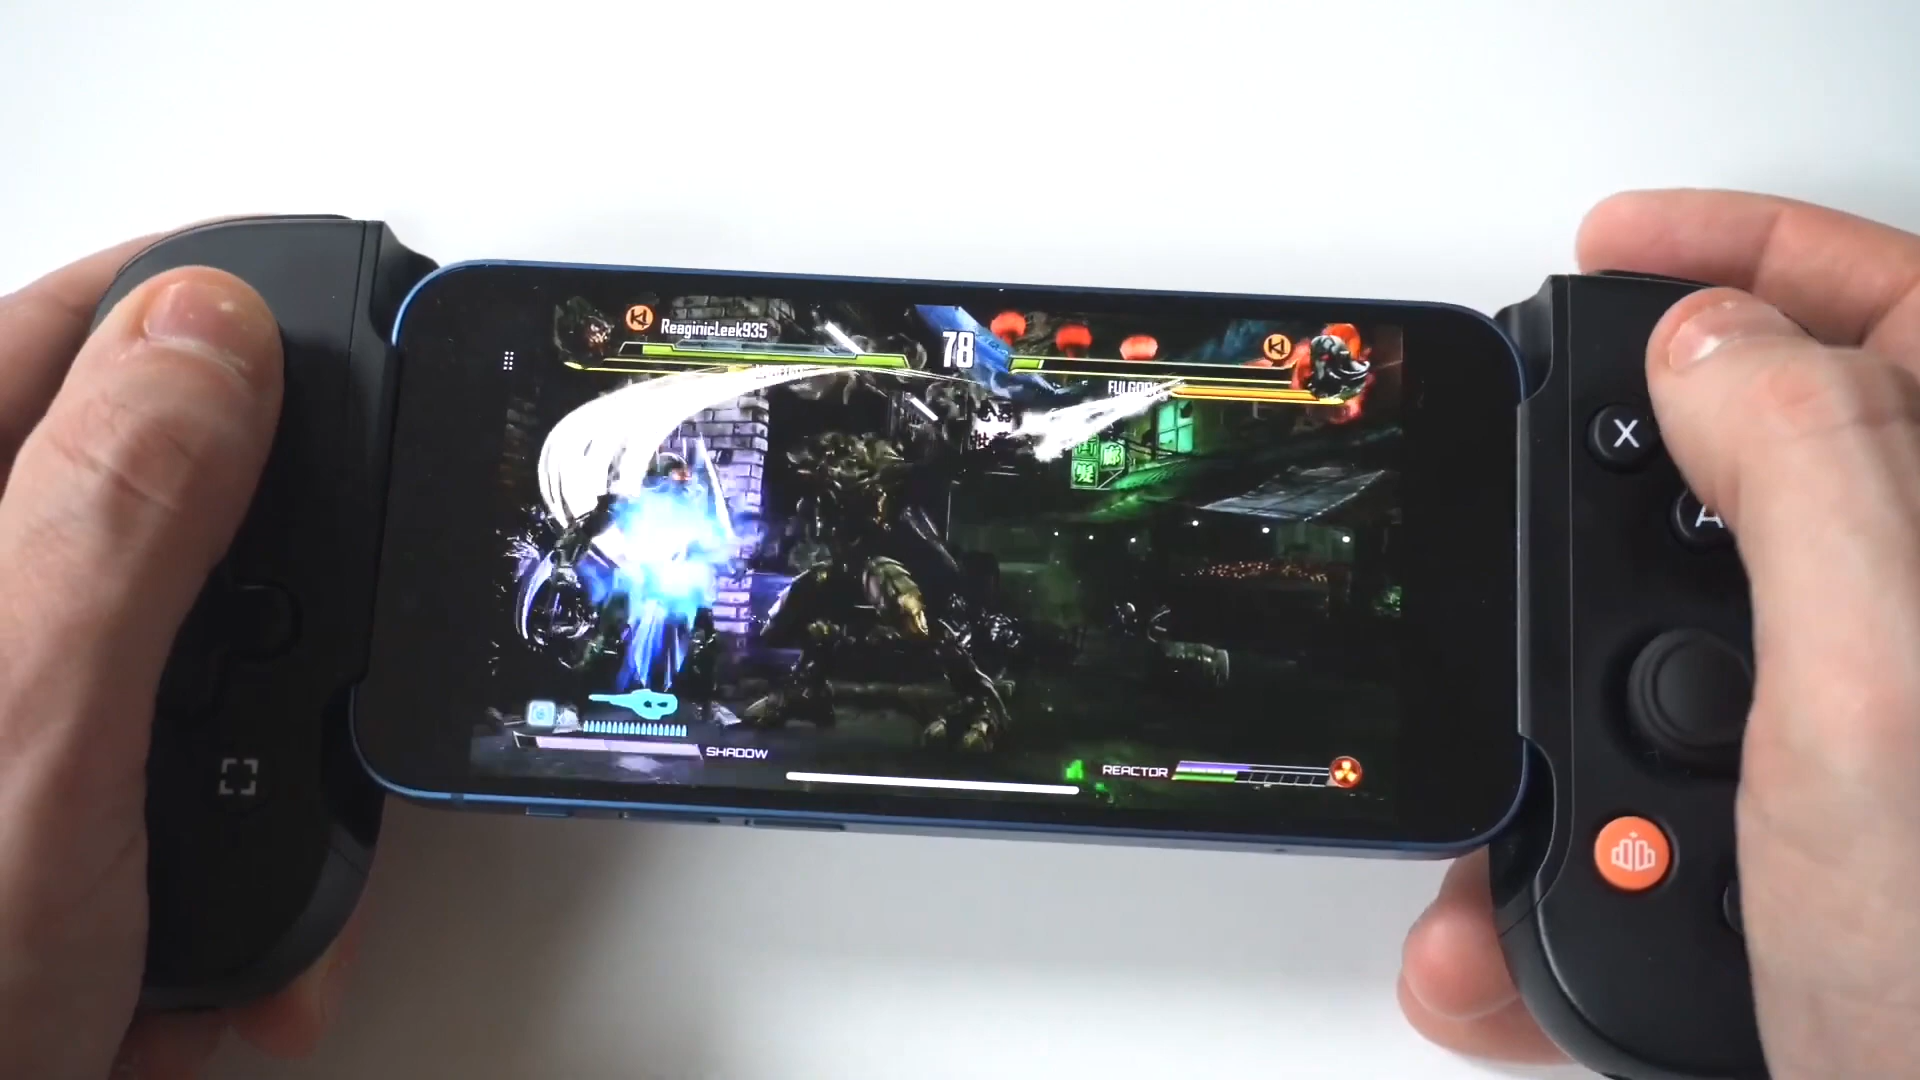 ReaginicLeek935
78
FULGORE
X
A
SHADOW
REACTOR